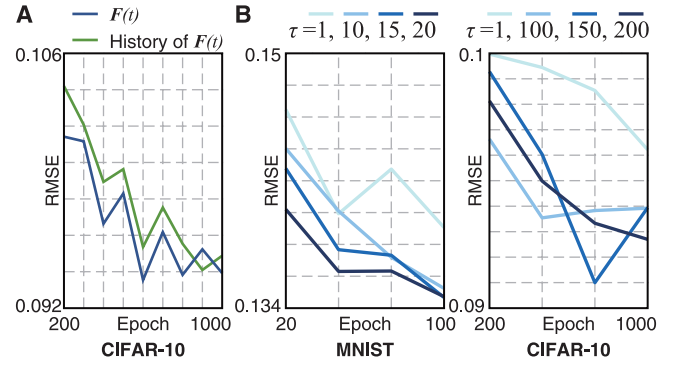 A
F(t)
History of F(t)
0.106
RMSE
0.092
200 Epoch 1000
CIFAR-10
B
τ=1, 10, 15, 20
0.15
RMSE
0.1134
20 Epoch 100
MNIST
τ=1, 100, 150, 200
0.1
RMSE
0.09
200 Epoch 1000
CIFAR-10